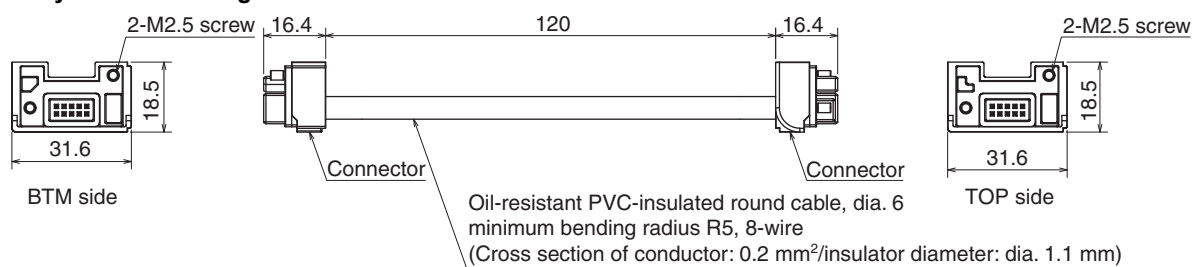 2-M2.5 screw
16.4
120
16.4
2-M2.5 screw
18.5
18.5
31.6
31.6
Connector
Connector
BTM side
TOP side
Oil-resistant PVC-insulated round cable, dia. 6
minimum bending radius R5, 8-wire
(Cross section of conductor: 0.2 mm²/insulator diameter: dia. 1.1 mm)